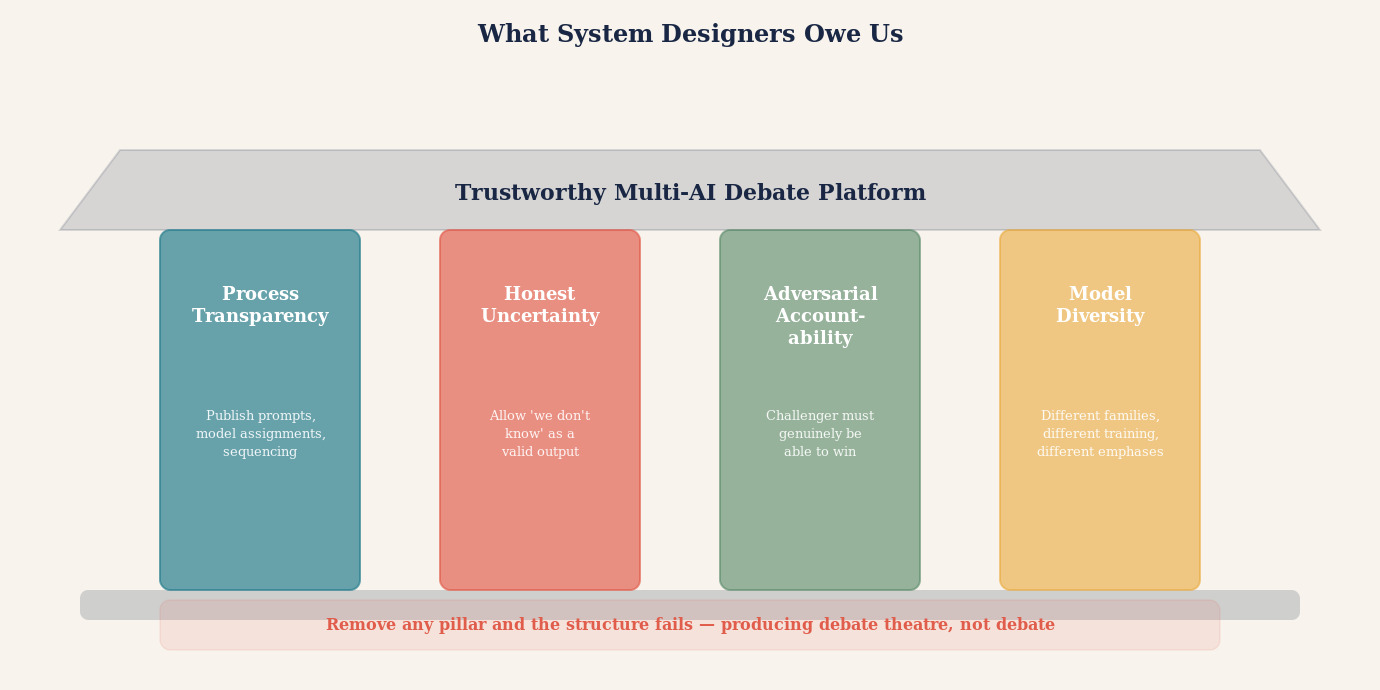 What System Designers Owe Us
Trustworthy Multi-AI Debate Platform
Process
Transparency
Publish prompts,
model assignments,
sequencing
Honest
Uncertainty
Allow 'we don't
know' as a
valid output
Adversarial
Account-
ability
Challenger must
genuinely be
able to win
Model
Diversity
Different families,
different training,
different emphases
Remove any pillar and the structure fails — producing debate theatre, not debate